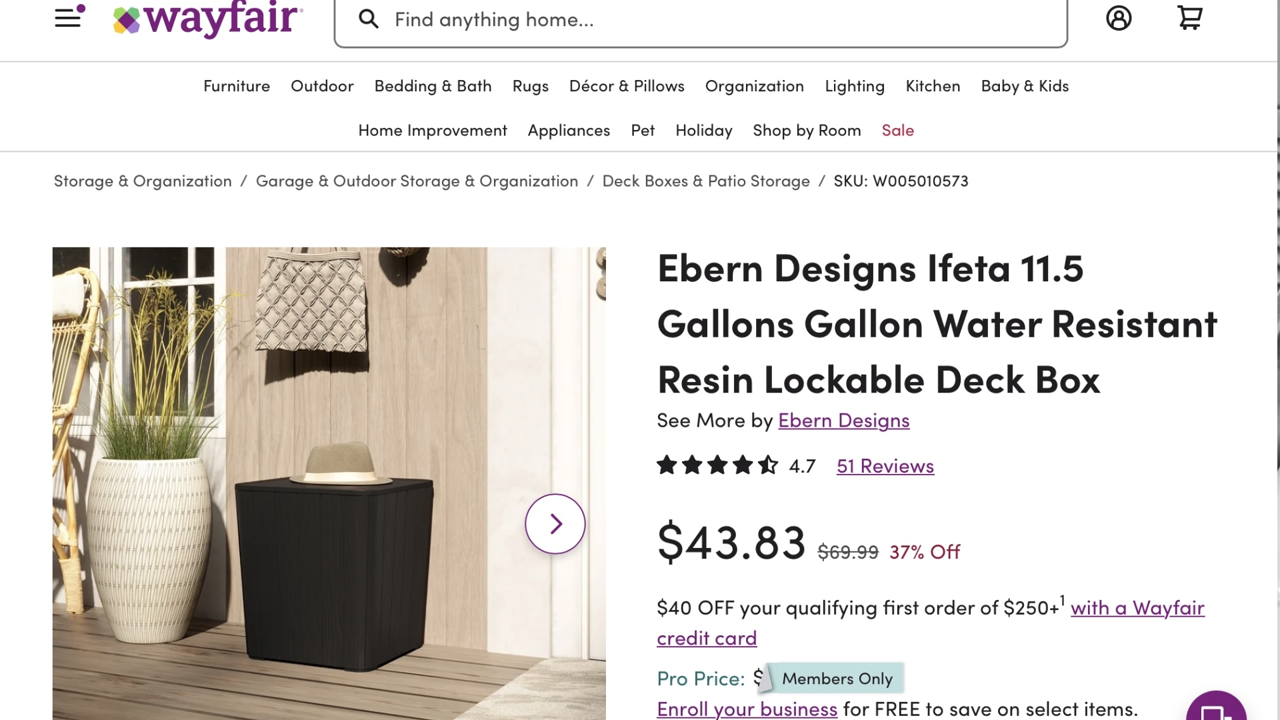 wayfair
Find anything home...
Furniture Outdoor Bedding & Bath Rugs Décor & Pillows Organization Lighting Kitchen Baby & Kids
Home Improvement Appliances Pet Holiday Shop by Room Sale
Storage & Organization / Garage & Outdoor Storage & Organization / Deck Boxes & Patio Storage / SKU: W005010573
Ebern Designs Ifeta 11.5
Gallons Gallon Water Resistant
Resin Lockable Deck Box
See More by Ebern Designs
4.7 51 Reviews
$43.83 $69.99 37% Off
$40 OFF your qualifying first order of $250+¹ with a Wayfair
credit card
Pro Price: $ Members Only
Enroll your business for FREE to save on select items.